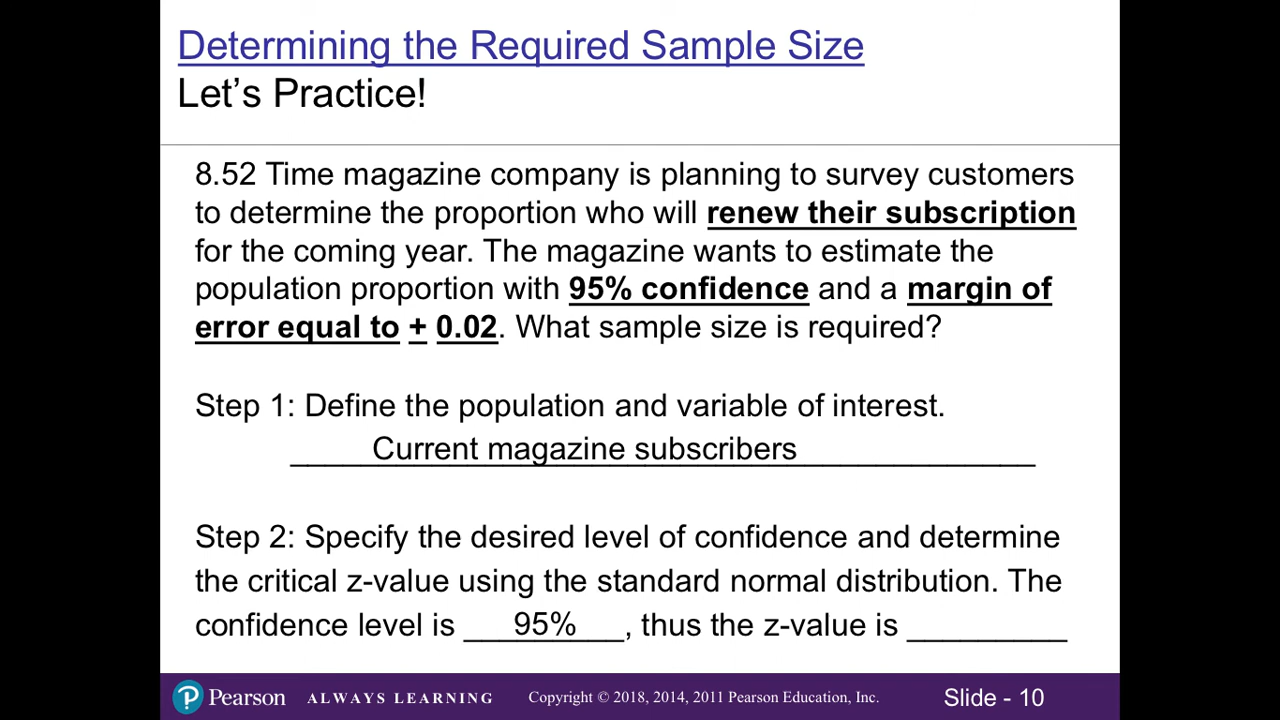 Determining the Required Sample Size
Let’s Practice!
8.52 Time magazine company is planning to survey customers
to determine the proportion who will renew their subscription
for the coming year. The magazine wants to estimate the
population proportion with 95% confidence and a margin of
error equal to + 0.02. What sample size is required?
Step 1: Define the population and variable of interest.
Current magazine subscribers
Step 2: Specify the desired level of confidence and determine
the critical z-value using the standard normal distribution. The
confidence level is ___95%___, thus the z-value is _________
P Pearson ALWAYS LEARNING Copyright © 2018, 2014, 2011 Pearson Education, Inc. Slide - 10